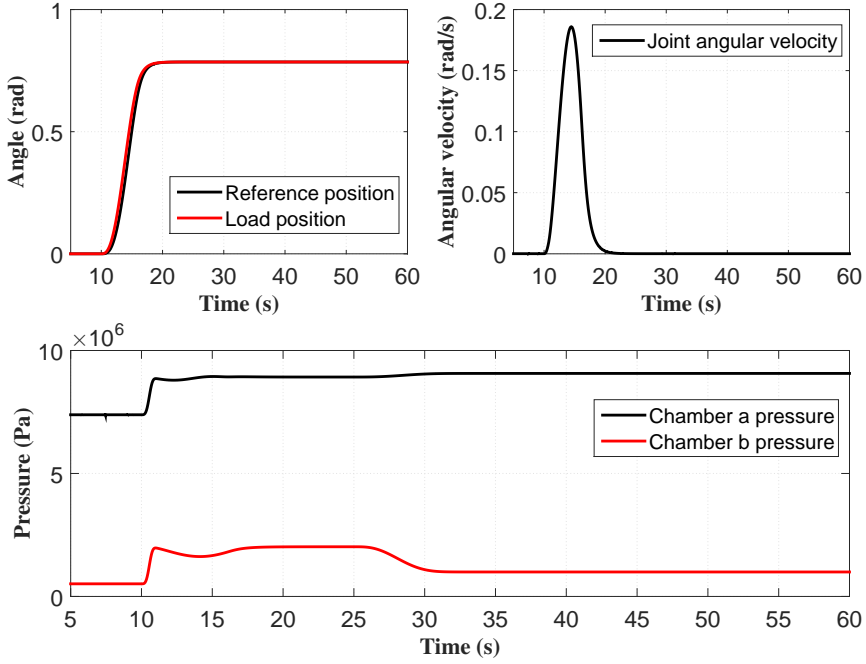 1
0.5
0
Angle (rad)
10 20 30 40 50 60
Time (s)
Reference position
Load position
0.2
0.15
0.1
0.05
0
Angular velocity (rad/s)
10 20 30 40 50 60
Time (s)
Joint angular velocity
×10^6
10
5
0
Pressure (Pa)
5 10 15 20 25 30 35 40 45 50 55 60
Time (s)
Chamber a pressure
Chamber b pressure